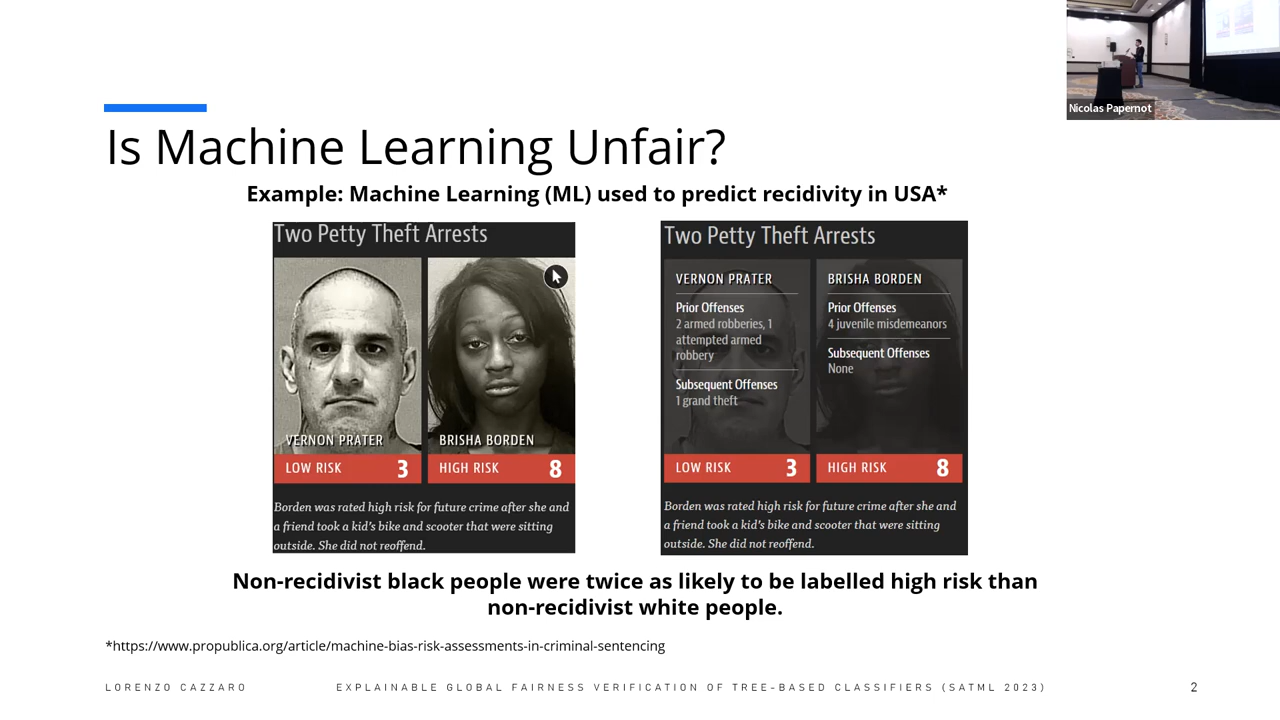 Nicolas Papernot
Is Machine Learning Unfair?
Example: Machine Learning (ML) used to predict recidivity in USA*
Two Petty Theft Arrests
VERNON PRATER
LOW RISK 3
BRISHA BORDEN
HIGH RISK 8
Borden was rated high risk for future crime after she and
a friend took a kid's bike and scooter that were sitting
outside. She did not reoffend.
Two Petty Theft Arrests
VERNON PRATER
Prior Offenses
2 armed robberies, 1
attempted armed
robbery
Subsequent Offenses
1 grand theft
LOW RISK 3
BRISHA BORDEN
Prior Offenses
4 juvenile misdemeanors
Subsequent Offenses
None
HIGH RISK 8
Borden was rated high risk for future crime after she and
a friend took a kid's bike and scooter that were sitting
outside. She did not reoffend.
Non-recidivist black people were twice as likely to be labelled high risk than
non-recidivist white people.
*https://www.propublica.org/article/machine-bias-risk-assessments-in-criminal-sentencing
LORENZO CAZZARO
EXPLAINABLE GLOBAL FAIRNESS VERIFICATION OF TREE-BASED CLASSIFIERS (SATML 2023)
2